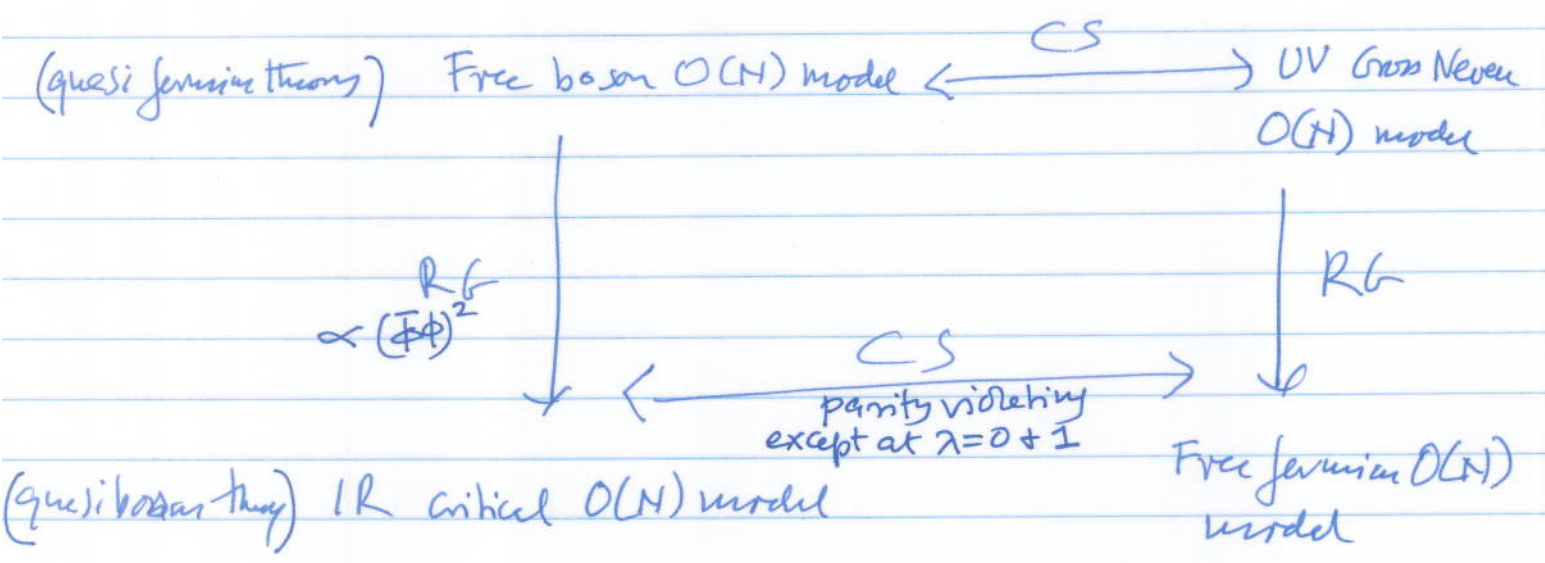 CS
(quasi fermion theory) Free boson O(N) model ⟷ UV Gross Neveu
O(N) model
RG
∝ (Φ̄Φ)²
RG
CS
parity violating
except at λ=0 + 1
Free fermion O(N)
model
(quasi boson theory) IR critical O(N) model